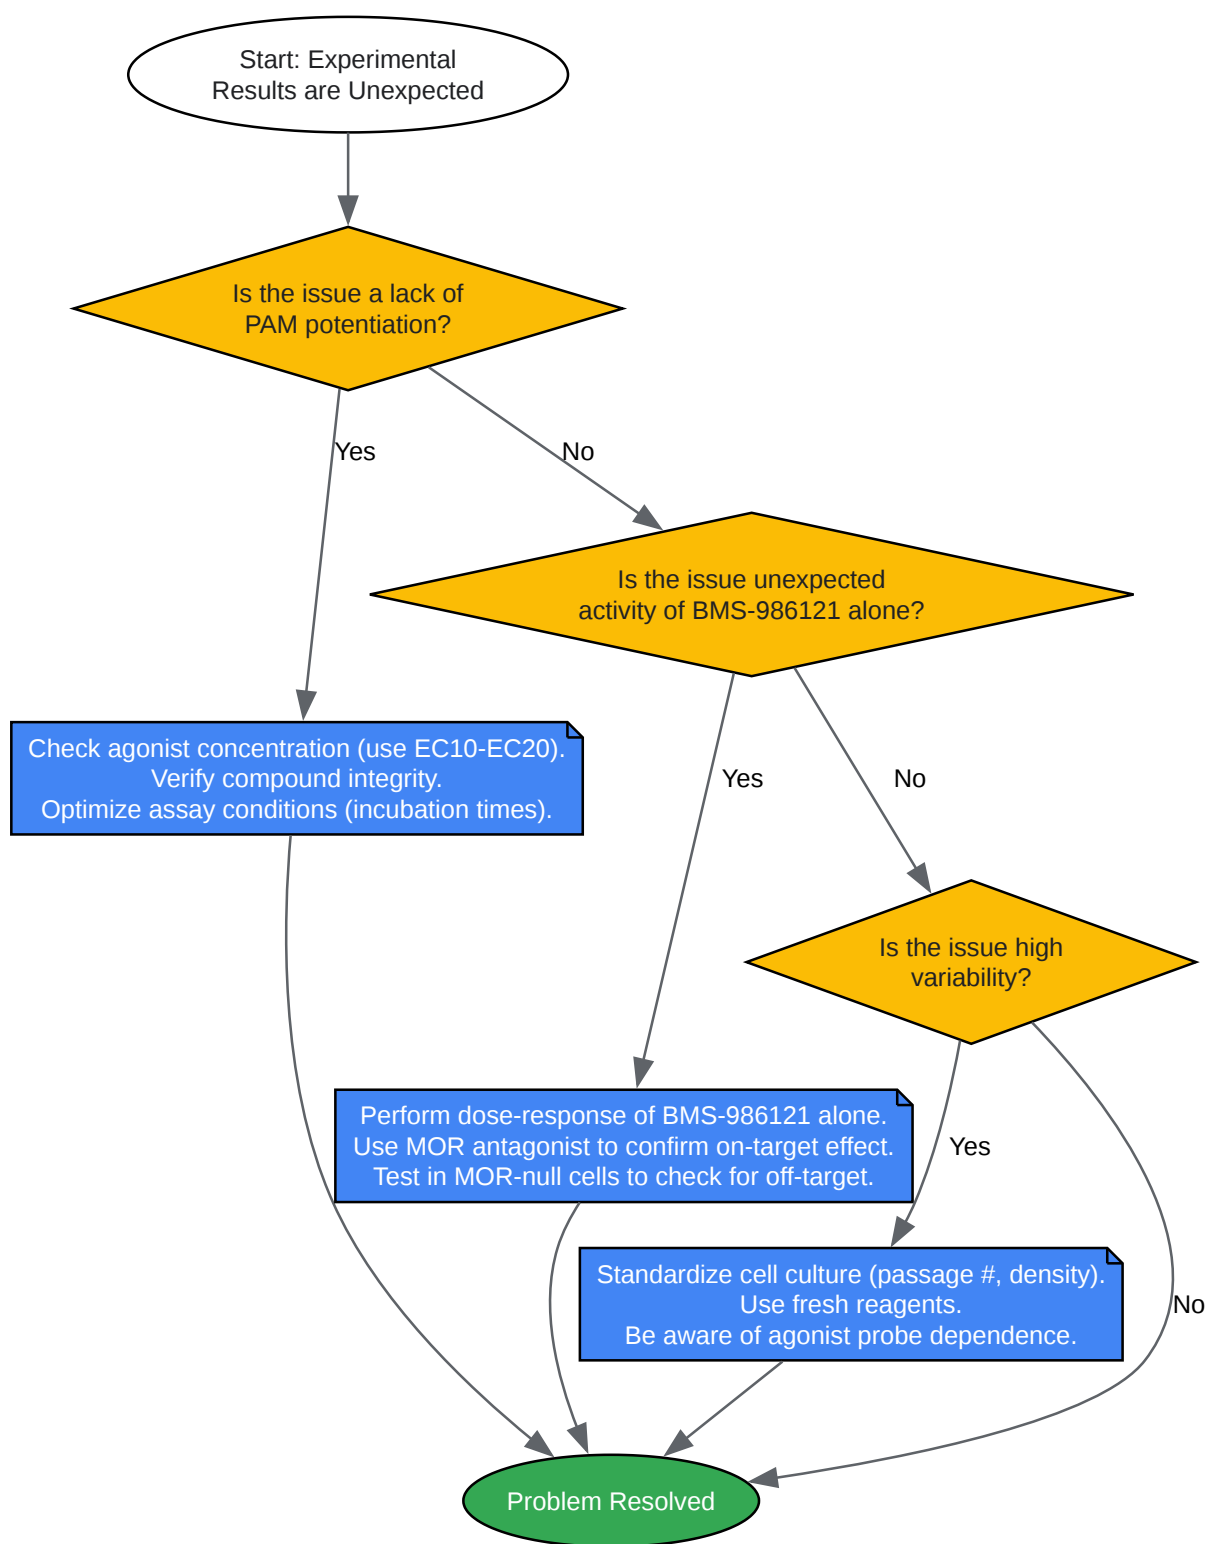 Start: Experimental
Results are Unexpected
Is the issue a lack of
PAM potentiation?
Yes
No
Is the issue unexpected
activity of BMS-986121 alone?
Check agonist concentration (use EC10-EC20).
Verify compound integrity.
Optimize assay conditions (incubation times).
Yes
No
Is the issue high
variability?
Perform dose-response of BMS-986121 alone.
Use MOR antagonist to confirm on-target effect.
Test in MOR-null cells to check for off-target.
Yes
Standardize cell culture (passage #, density).
Use fresh reagents.
Be aware of agonist probe dependence.
No
Problem Resolved